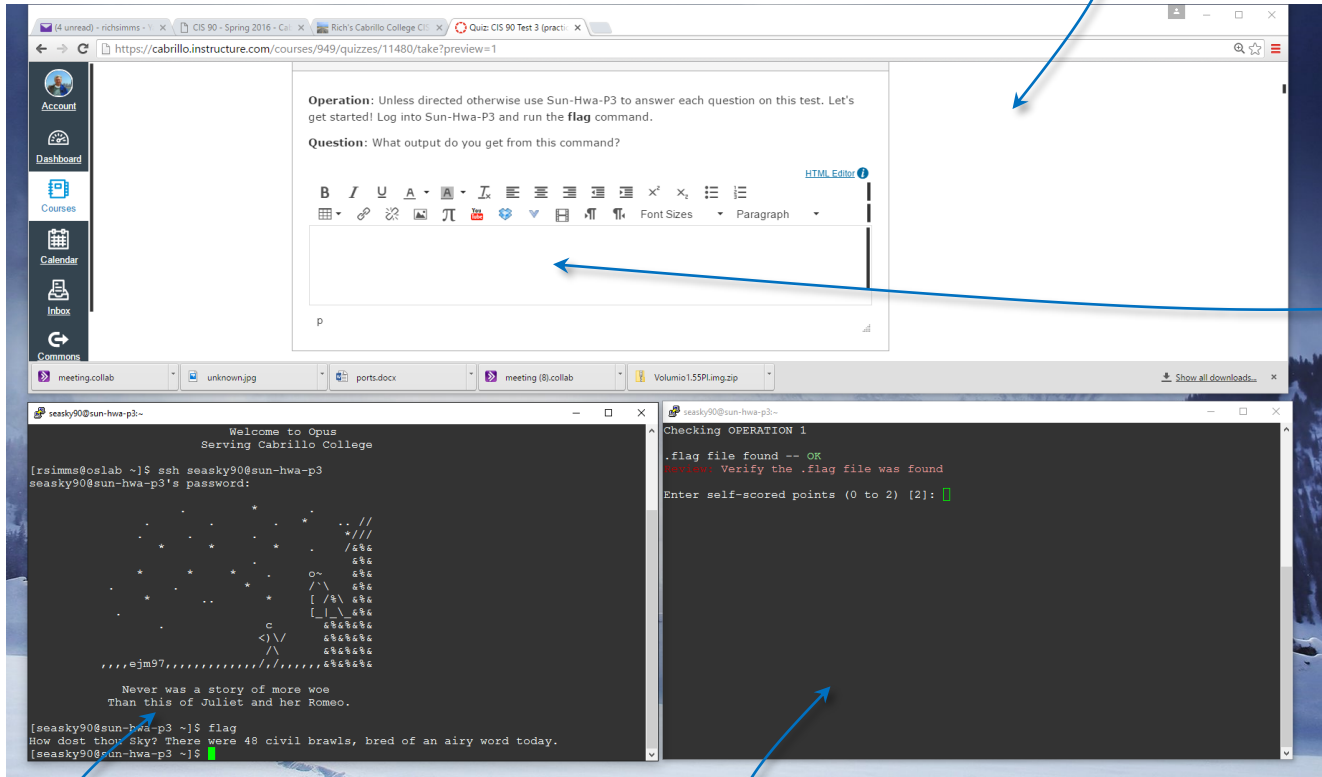 (4 unread) - richsimms - Y
CIS 90 - Spring 2016 - Cal
Rich's Cabrillo College CIS
Quiz: CIS 90 Test 3 (practic
https://cabrillo.instructure.com/courses/949/quizzes/11480/take?preview=1
Account
Dashboard
Courses
Calendar
Inbox
Commons
Operation: Unless directed otherwise use Sun-Hwa-P3 to answer each question on this test. Let's
get started! Log into Sun-Hwa-P3 and run the flag command.
Question: What output do you get from this command?
HTML Editor
Font Sizes
Paragraph
p
meeting.collab
unknown.jpg
ports.docx
meeting (8).collab
Volumio1.55PI.img.zip
Show all downloads...
seasky90@sun-hwa-p3:~
Welcome to Opus
Serving Cabrillo College
[rsimms@oslab ~]$ ssh seasky90@sun-hwa-p3
seasky90@sun-hwa-p3's password:
,,,,ejm97,,,,,,,,,,,,,/,/,,,,,,&%&%&%&
Never was a story of more woe
Than this of Juliet and her Romeo.
[seasky90@sun-hwa-p3 ~]$ flag
How dost thou Sky? There were 48 civil brawls, bred of an airy word today.
[seasky90@sun-hwa-p3 ~]$
seasky90@sun-hwa-p3:~
Checking OPERATION 1
.flag file found -- OK
Review: Verify the .flag file was found
Enter self-scored points (0 to 2) [2]: